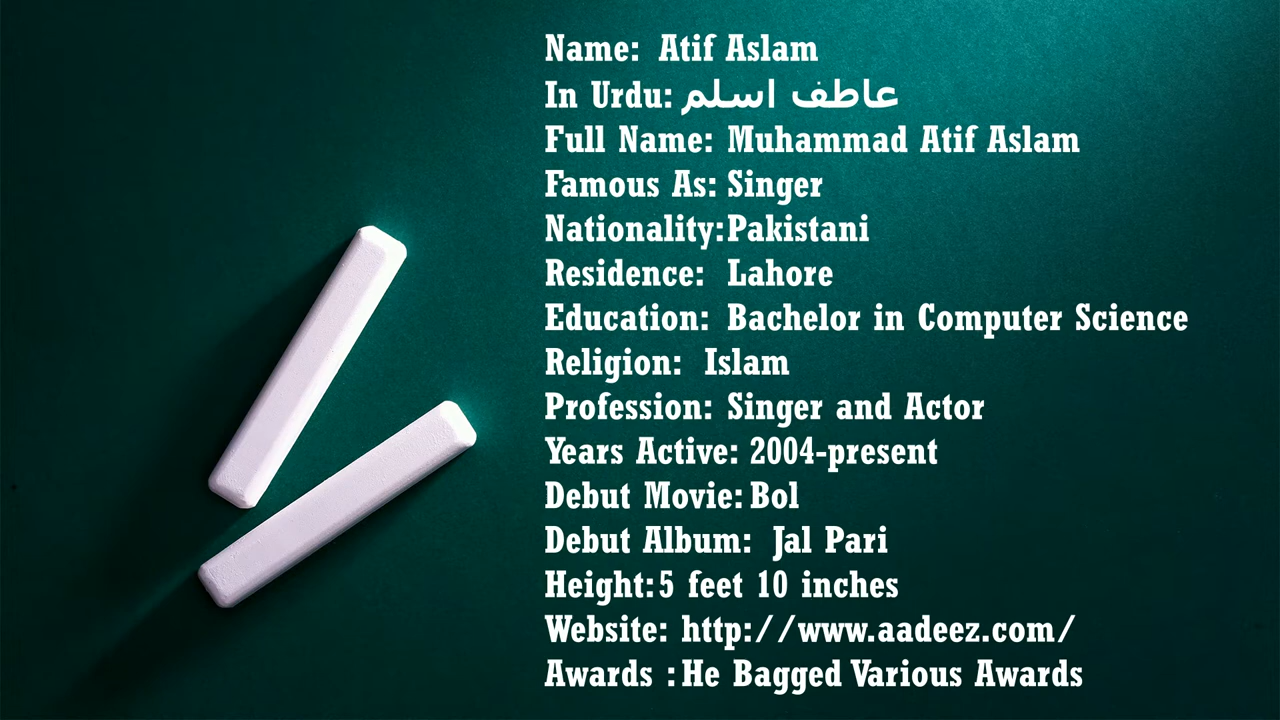 Name: Atif Aslam
In Urdu: عاطف اسلم
Full Name: Muhammad Atif Aslam
Famous As: Singer
Nationality: Pakistani
Residence: Lahore
Education: Bachelor in Computer Science
Religion: Islam
Profession: Singer and Actor
Years Active: 2004-present
Debut Movie: Bol
Debut Album: Jal Pari
Height: 5 feet 10 inches
Website: http://www.aadeez.com/
Awards : He Bagged Various Awards